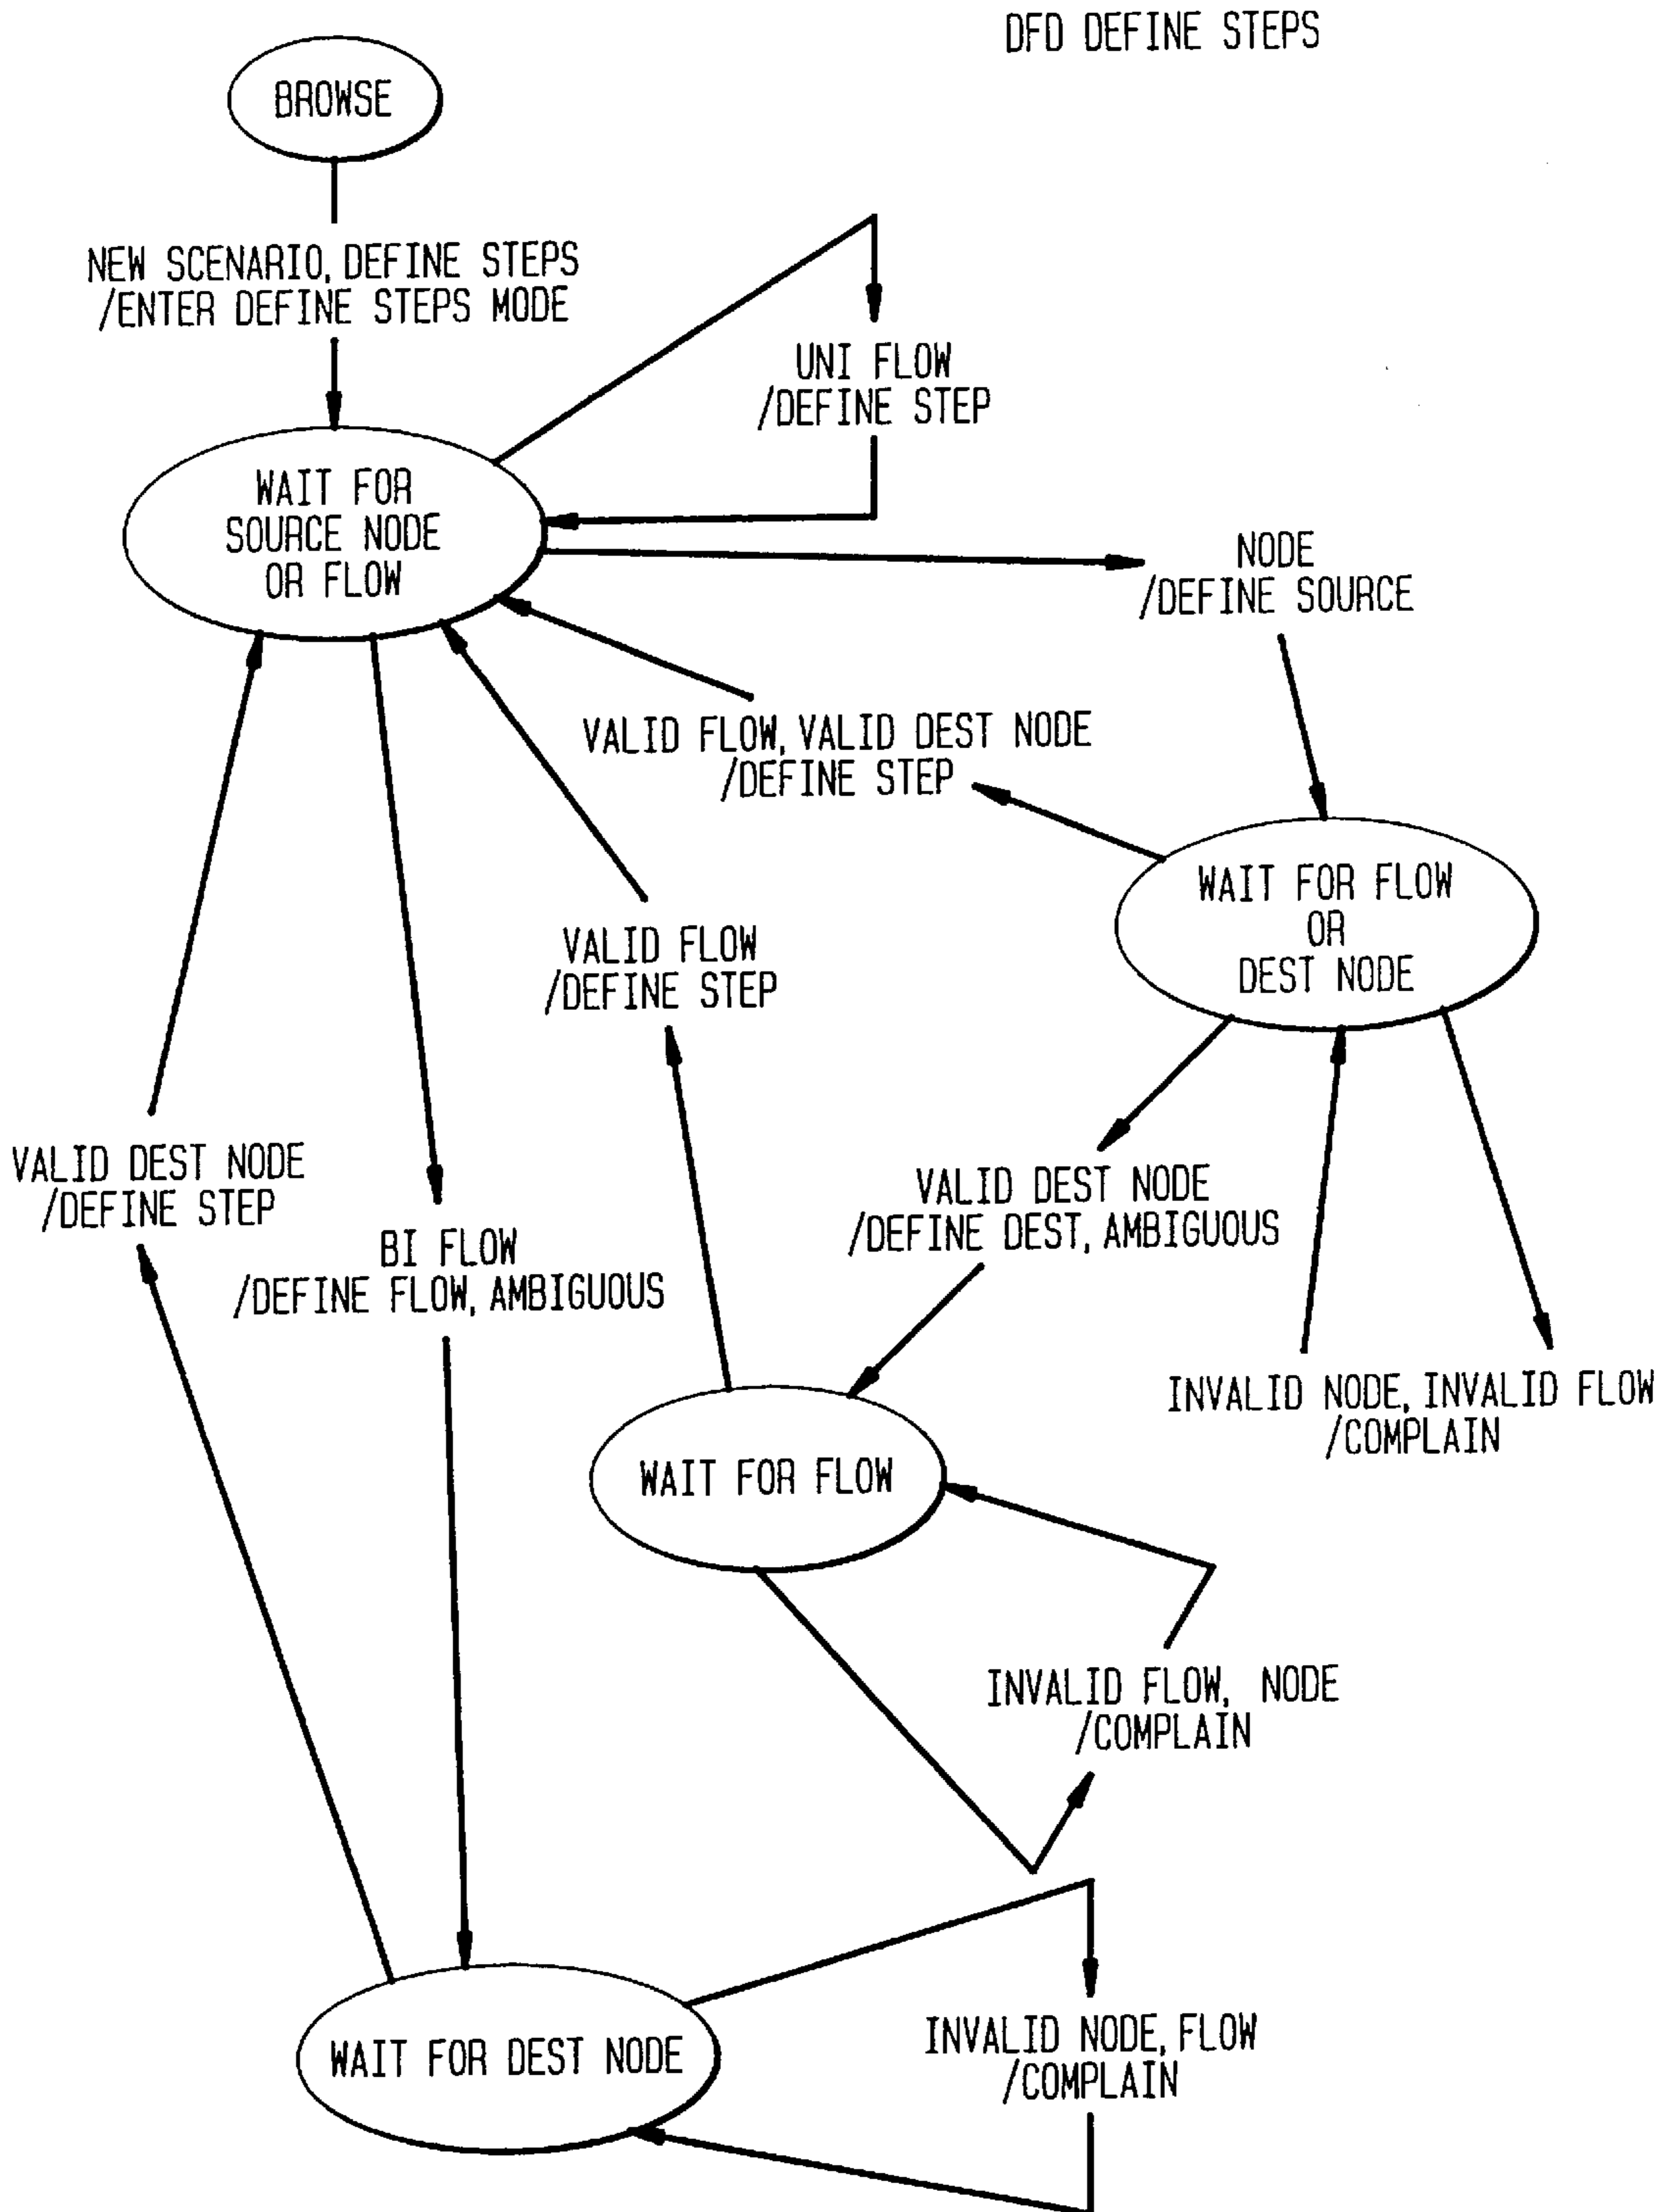 DFD DEFINE STEPS
BROWSE
NEW SCENARIO, DEFINE STEPS
/ENTER DEFINE STEPS MODE
UNI FLOW
/DEFINE STEP
WAIT FOR
SOURCE NODE
OR FLOW
NODE
/DEFINE SOURCE
VALID FLOW, VALID DEST NODE
/DEFINE STEP
WAIT FOR FLOW
OR
DEST NODE
VALID FLOW
/DEFINE STEP
VALID DEST NODE
/DEFINE STEP
VALID DEST NODE
/DEFINE DEST, AMBIGUOUS
BI FLOW
/DEFINE FLOW, AMBIGUOUS
INVALID NODE, INVALID FLOW
/COMPLAIN
WAIT FOR FLOW
INVALID FLOW, NODE
/COMPLAIN
WAIT FOR DEST NODE
INVALID NODE, FLOW
/COMPLAIN